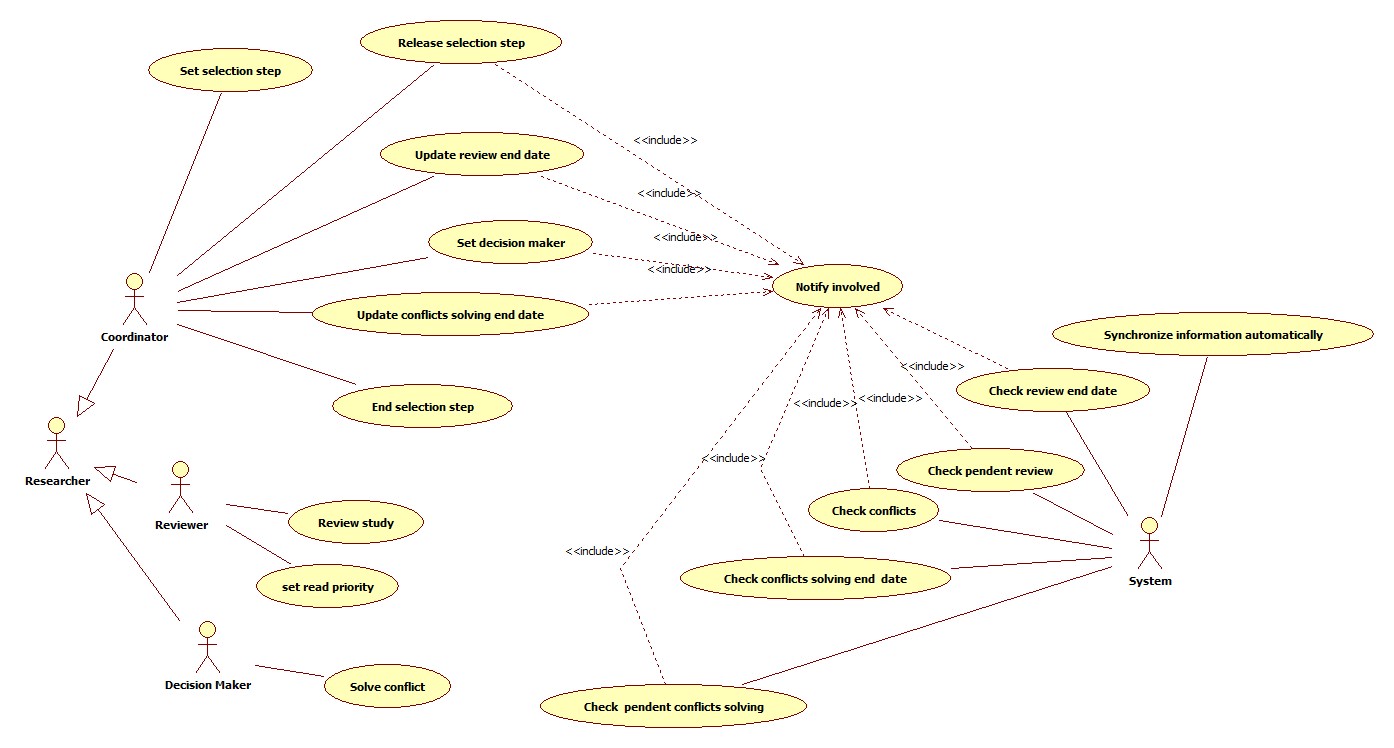 Release selection step
Set selection step
<<include>>
Update review end date
<<include>>
<<include>>
Set decision maker
<<include>>
Notify involved
Update conflicts solving end date
Coordinator
Synchronize information automatically
<<include>>
Check review end date
<<include>>
<<include>>
End selection step
<<include>>
Check pendent review
Researcher
Check conflicts
Reviewer
Review study
<<include>>
Check conflicts solving end  date
System
set read priority
Decision Maker
Solve conflict
Check  pendent conflicts solving